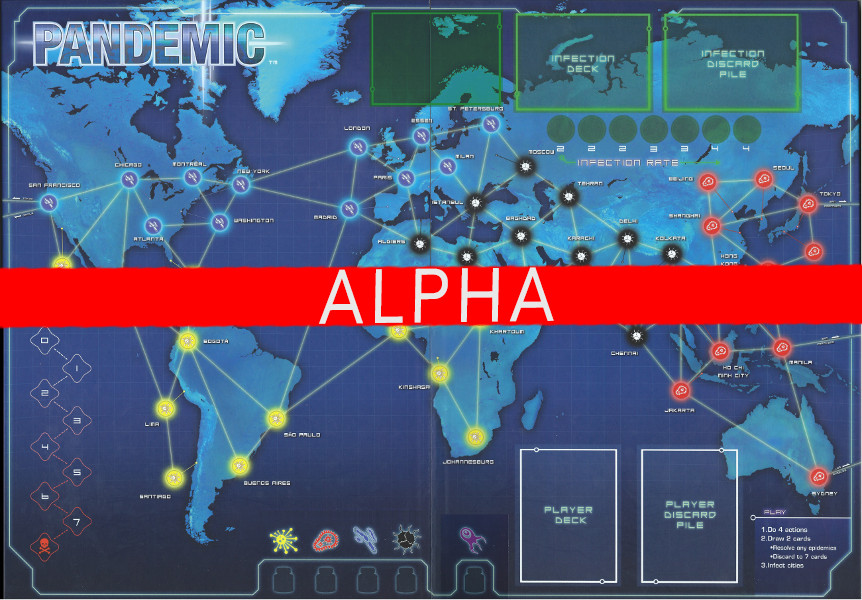 PANDEMIC™
INFECTION
DECK
INFECTION
DISCARD
PILE
ST. PETERSBURG
LONDON
ESSEN
2 2 2 3 3 4 4
INFECTION RATE
MOSCOW
MILAN
CHICAGO
MONTRÉAL
NEW YORK
PARIS
TEHRAN
BEIJING
SEOUL
SAN FRANCISCO
TOKYO
ISTANBUL
MADRID
WASHINGTON
BAGHDAD
DELHI
SHANGHAI
ATLANTA
ALGIERS
KARACHI
KOLKATA
HONG
KONG
ALPHA
0
1
2
3
4
5
6
7
BOGOTÁ
KHARTOUM
CHENNAI
MANILA
HO CHI
MINH CITY
KINSHASA
LIMA
SÃO PAULO
JAKARTA
JOHANNESBURG
SANTIAGO
BUENOS AIRES
SYDNEY
PLAYER
DECK
PLAYER
DISCARD
PILE
PLAY
1.Do 4 actions
2.Draw 2 cards
•Resolve any epidemics
•Discard to 7 cards
3.Infect cities